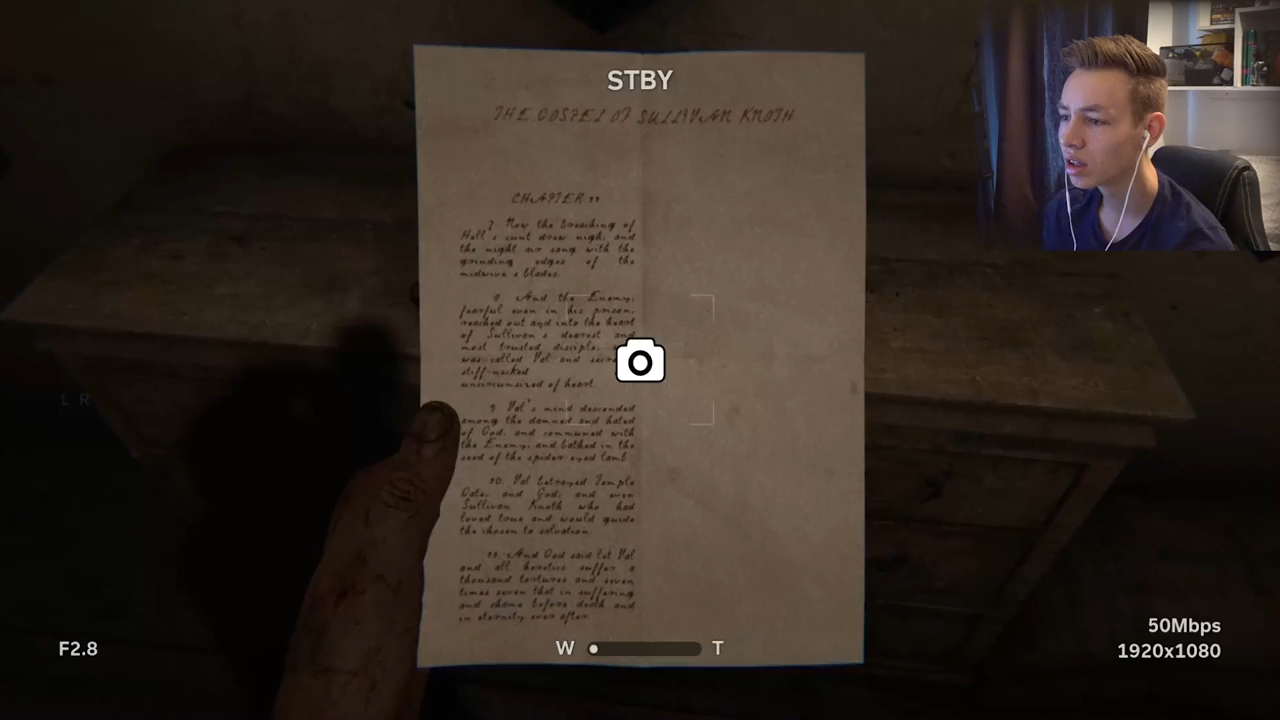 STBY
THE GOSPEL OF SULLIVAN KNOTH
CHAPTER 11
7 Now the breaching of
Hell's cunt drew nigh, and
the night air sang with the
grinding edges of the
midwive's blades.
8. And the Enemy,
fearful even in his prison,
reached out and into the heart
of Sullivan's dearest and
most trusted disciple,
was called Val and
stiff-necked
uncircumcised of heart.
9 Val's mind descended
among the damned and hated
of God, and communed with
the Enemy, and bathed in the
seed of the spider-eyed lamb.
10. Val betrayed Temple
Gate, and God, and even
Sullivan Knoth who had
loved true and would guide
the chosen to salvation.
11. And God said let Val
and all heretics suffer a
thousand tortures and seven
times seven that in suffering
and shame before death and
in eternity ever after.
L R
F2.8
W T
50Mbps
1920x1080